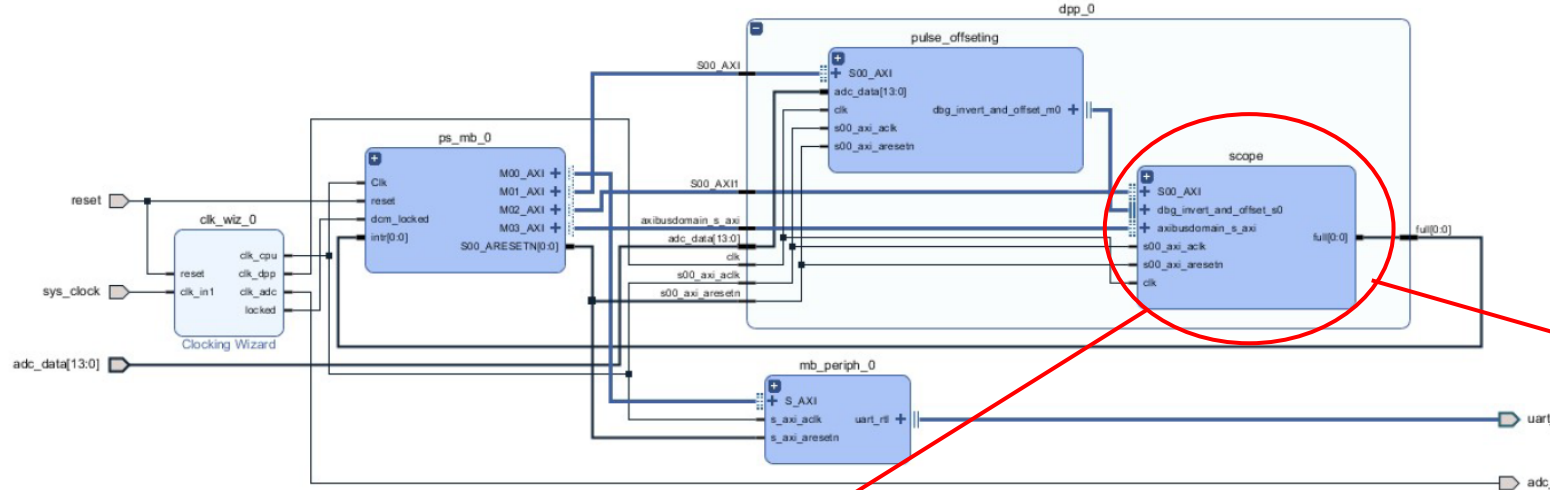 dpp_0
pulse_offseting
S00_AXI
adc_data[13:0]
clk
s00_axi_aclk
s00_axi_aresetn
dbg_invert_and_offset_m0
scope
S00_AXI
dbg_invert_and_offset_s0
axibusdomain_s_axi
s00_axi_aclk
s00_axi_aresetn
clk
full[0:0]
full[0:0]
S00_AXI
S00_AXI1
axibusdomain_s_axi
adc_data[13:0]
clk
s00_axi_aclk
s00_axi_aresetn
ps_mb_0
Clk
reset
dcm_locked
intr[0:0]
M00_AXI
M01_AXI
M02_AXI
M03_AXI
S00_ARESETN[0:0]
reset
sys_clock
adc_data[13:0]
clk_wiz_0
reset
clk_in1
clk_cpu
clk_dpp
clk_adc
locked
Clocking Wizard
mb_periph_0
S_AXI
s_axi_aclk
s_axi_aresetn
uart_rtl
uart_
adc_